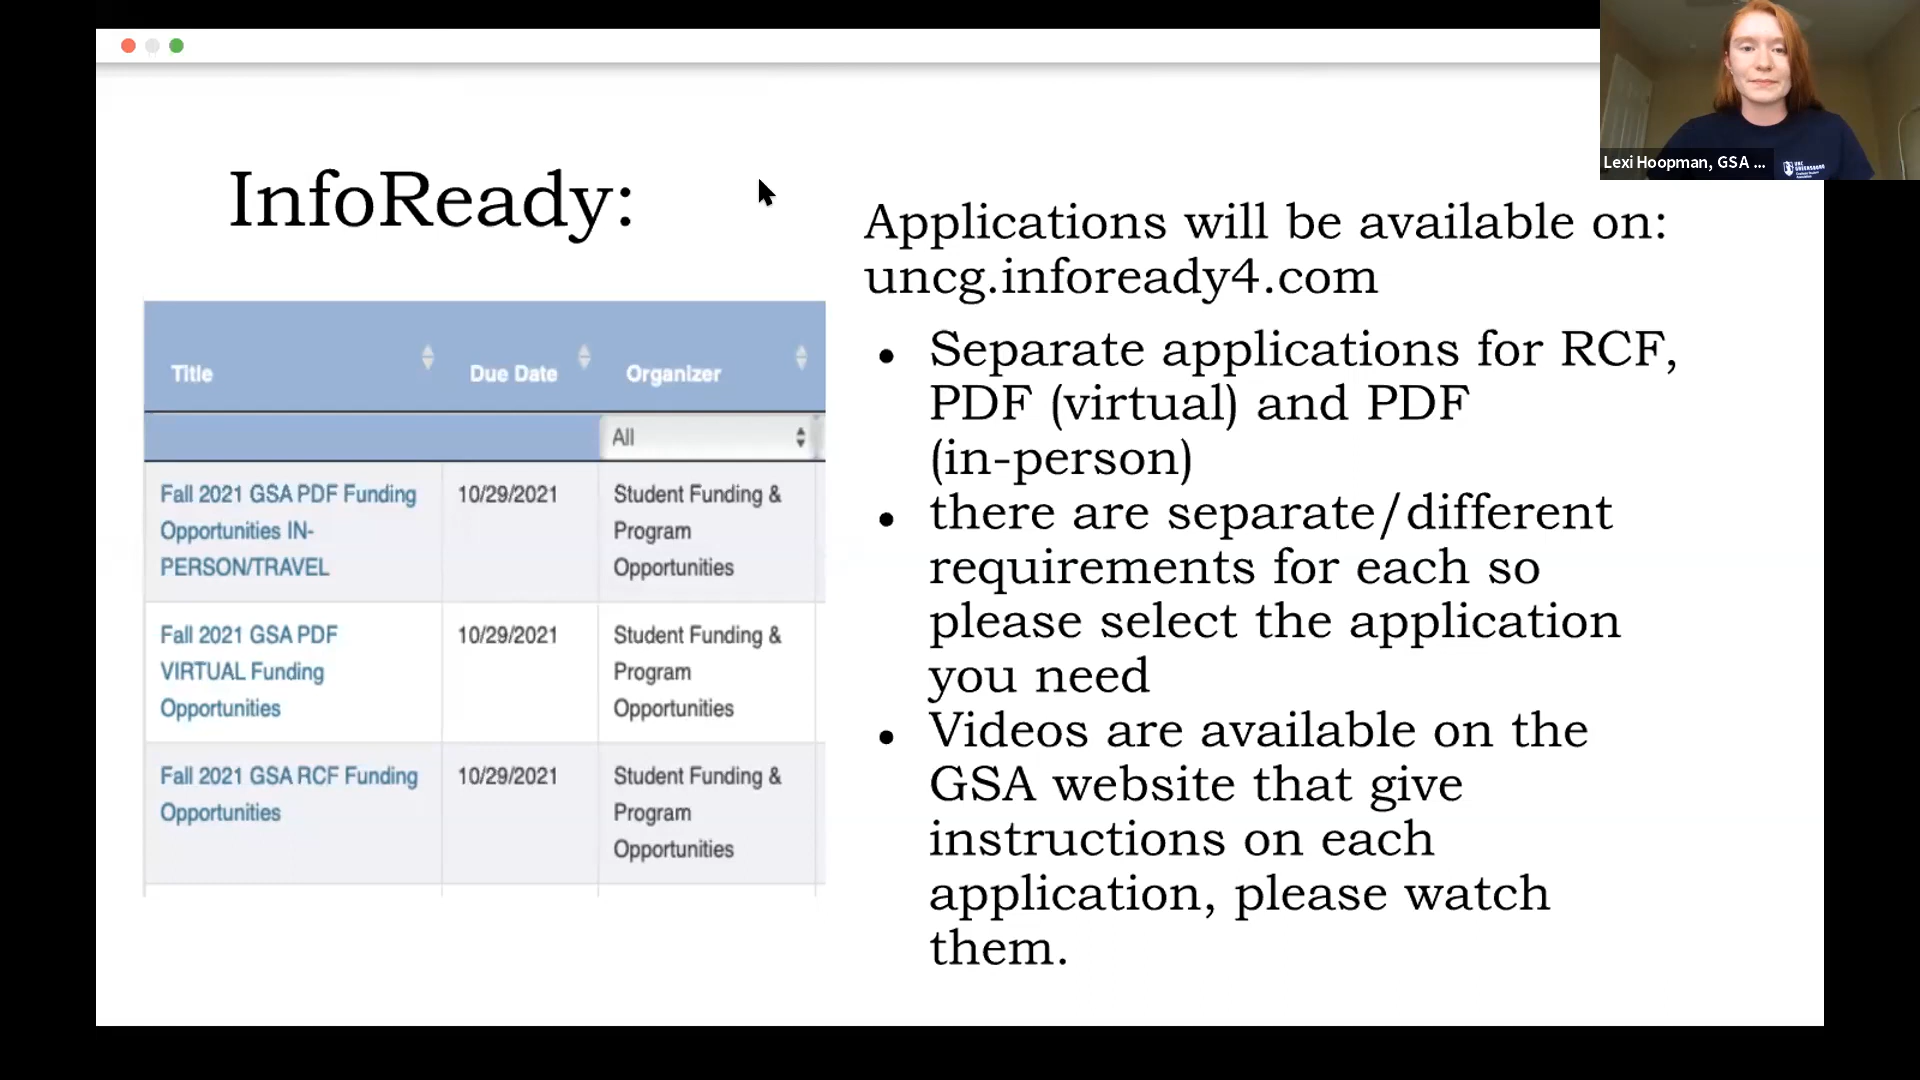 InfoReady:
Title
Due Date
Organizer
All
Fall 2021 GSA PDF Funding
Opportunities IN-
PERSON/TRAVEL
10/29/2021
Student Funding &
Program
Opportunities
Fall 2021 GSA PDF
VIRTUAL Funding
Opportunities
10/29/2021
Student Funding &
Program
Opportunities
Fall 2021 GSA RCF Funding
Opportunities
10/29/2021
Student Funding &
Program
Opportunities
Applications will be available on:
uncg.infoready4.com
• Separate applications for RCF,
PDF (virtual) and PDF
(in-person)
• there are separate/different
requirements for each so
please select the application
you need
• Videos are available on the
GSA website that give
instructions on each
application, please watch
them.
Lexi Hoopman, GSA ...
UNC
GREENSBORO